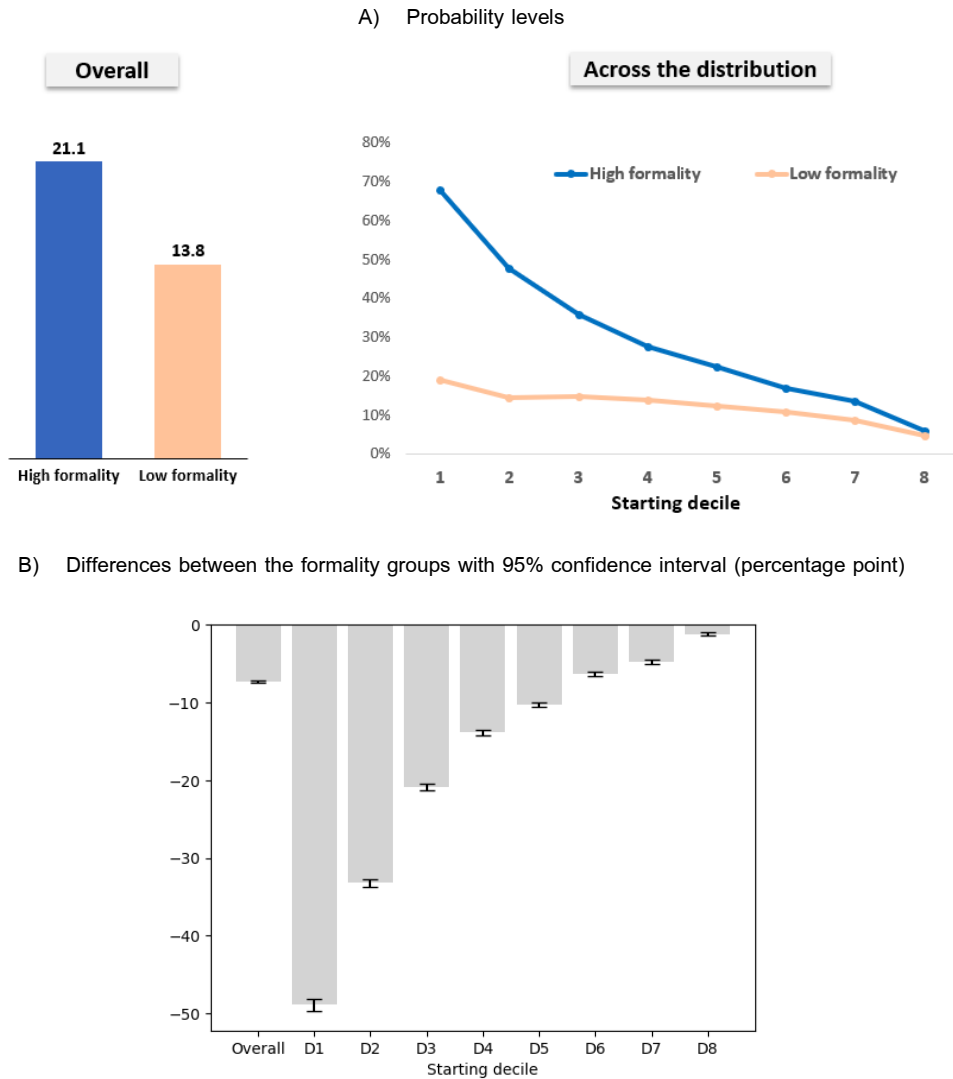 A) Probability levels
Overall
Across the distribution
21.1
13.8
High formality Low formality
80%
70%
60%
50%
40%
30%
20%
10%
0%
High formality Low formality
1 2 3 4 5 6 7 8
Starting decile
B) Differences between the formality groups with 95% confidence interval (percentage point)
0
−10
−20
−30
−40
−50
Overall D1 D2 D3 D4 D5 D6 D7 D8
Starting decile